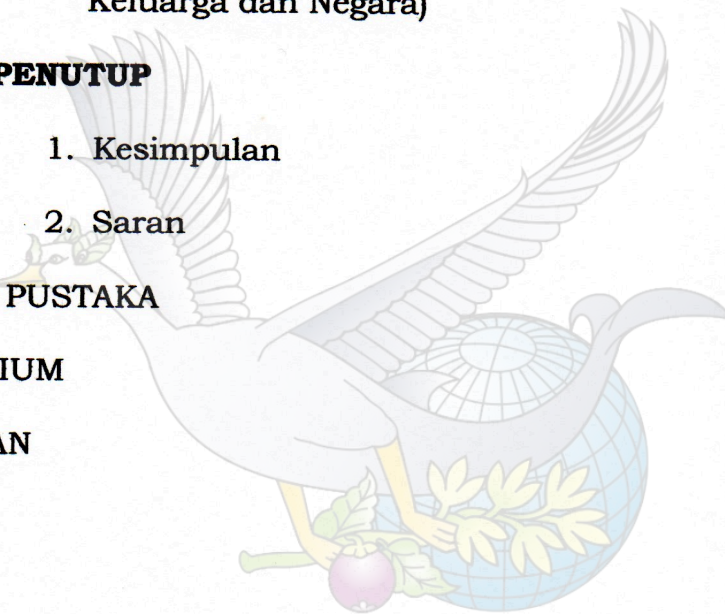 Keluarga dan Negara)
PENUTUP
1. Kesimpulan
2. Saran
PUSTAKA
IUM
AN